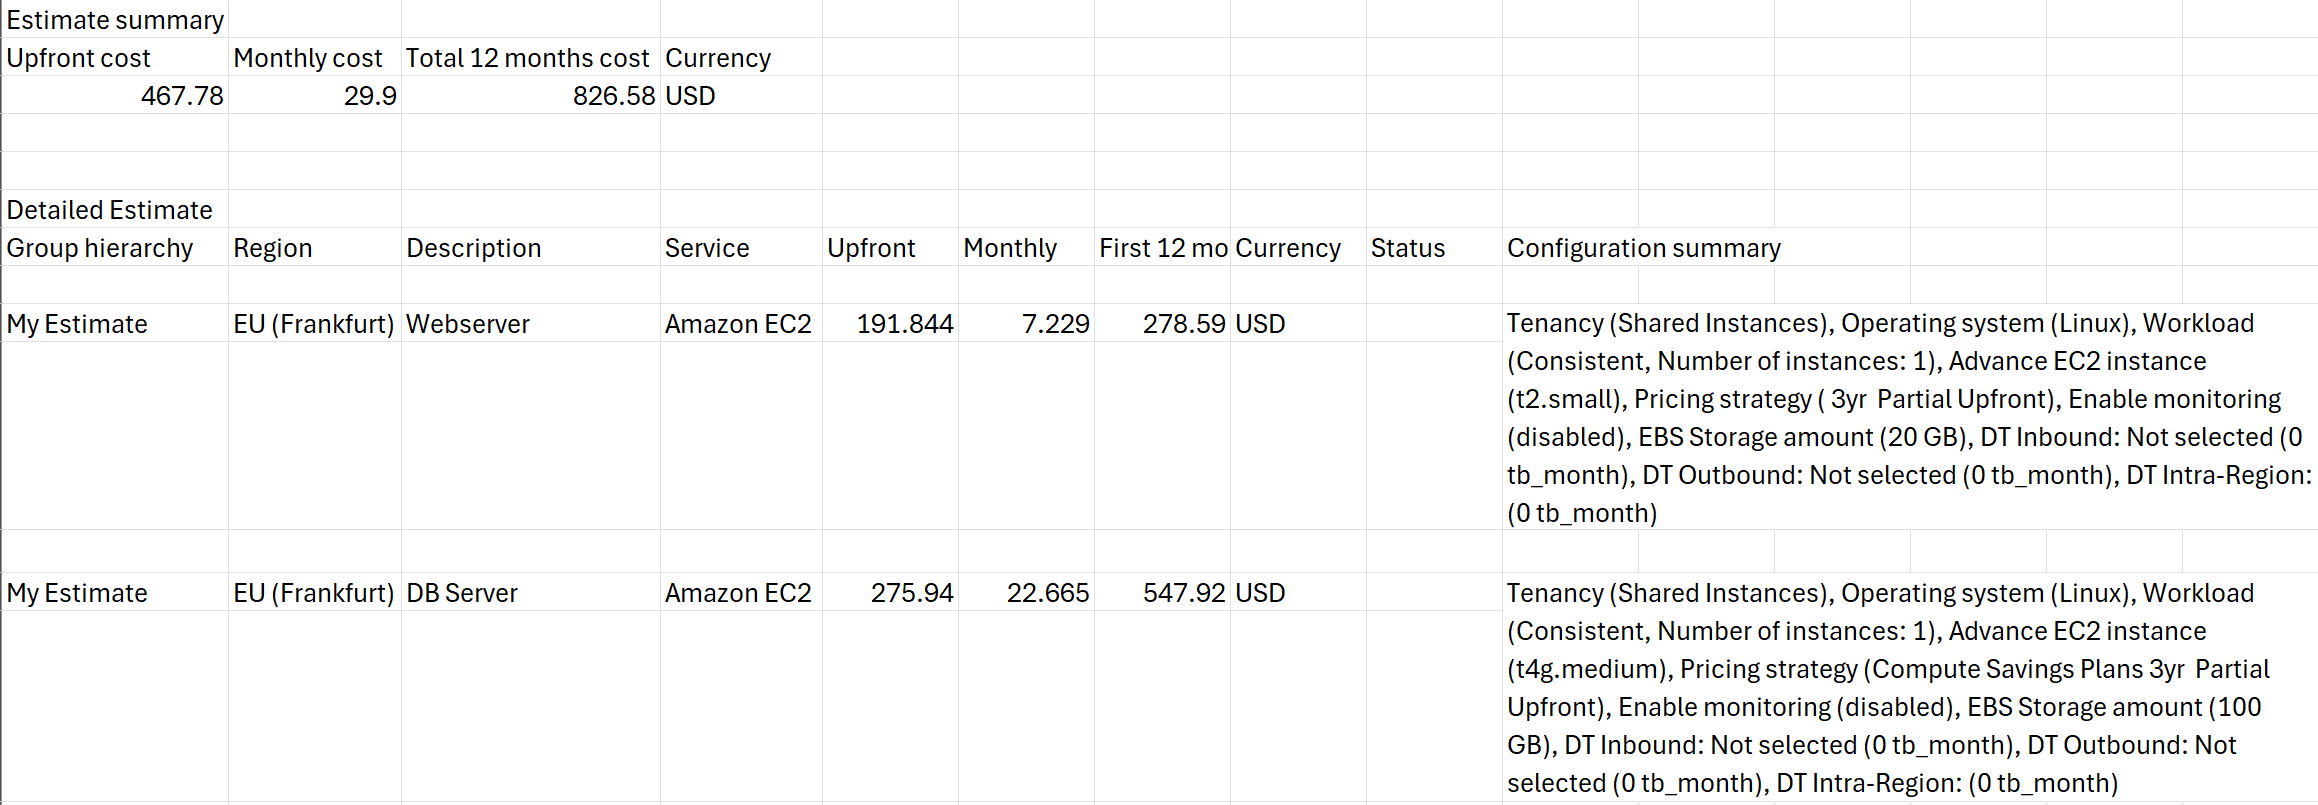 Estimate summary
Upfront cost Monthly cost Total 12 months cost Currency
467.78 29.9 826.58 USD
Detailed Estimate
Group hierarchy Region Description Service Upfront Monthly First 12 mo Currency Status Configuration summary
My Estimate EU (Frankfurt) Webserver Amazon EC2 191.844 7.229 278.59 USD Tenancy (Shared Instances), Operating system (Linux), Workload
(Consistent, Number of instances: 1), Advance EC2 instance
(t2.small), Pricing strategy ( 3yr  Partial Upfront), Enable monitoring
(disabled), EBS Storage amount (20 GB), DT Inbound: Not selected (0
tb_month), DT Outbound: Not selected (0 tb_month), DT Intra-Region:
(0 tb_month)
My Estimate EU (Frankfurt) DB Server Amazon EC2 275.94 22.665 547.92 USD Tenancy (Shared Instances), Operating system (Linux), Workload
(Consistent, Number of instances: 1), Advance EC2 instance
(t4g.medium), Pricing strategy (Compute Savings Plans 3yr  Partial
Upfront), Enable monitoring (disabled), EBS Storage amount (100
GB), DT Inbound: Not selected (0 tb_month), DT Outbound: Not
selected (0 tb_month), DT Intra-Region: (0 tb_month)